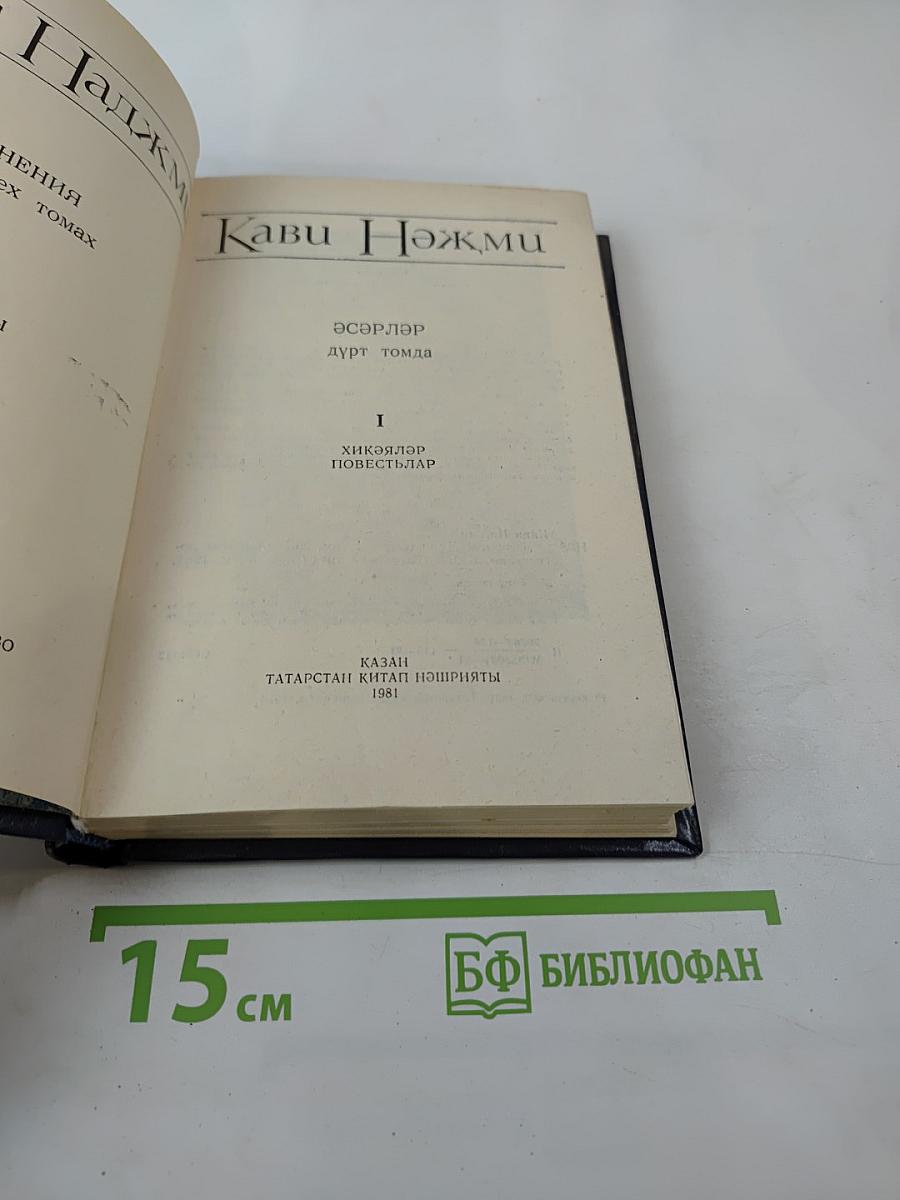 Наджми
нения
ех томах
Кави Нәҗми
ӘСӘРЛӘР
дүрт томда
I
ХИКӘЯЛӘР
ПОВЕСТЬЛАР
КАЗАН
ТАТАРСТАН КИТАП НӘШРИЯТЫ
1981
15 см
БФ БИБЛИОФАН